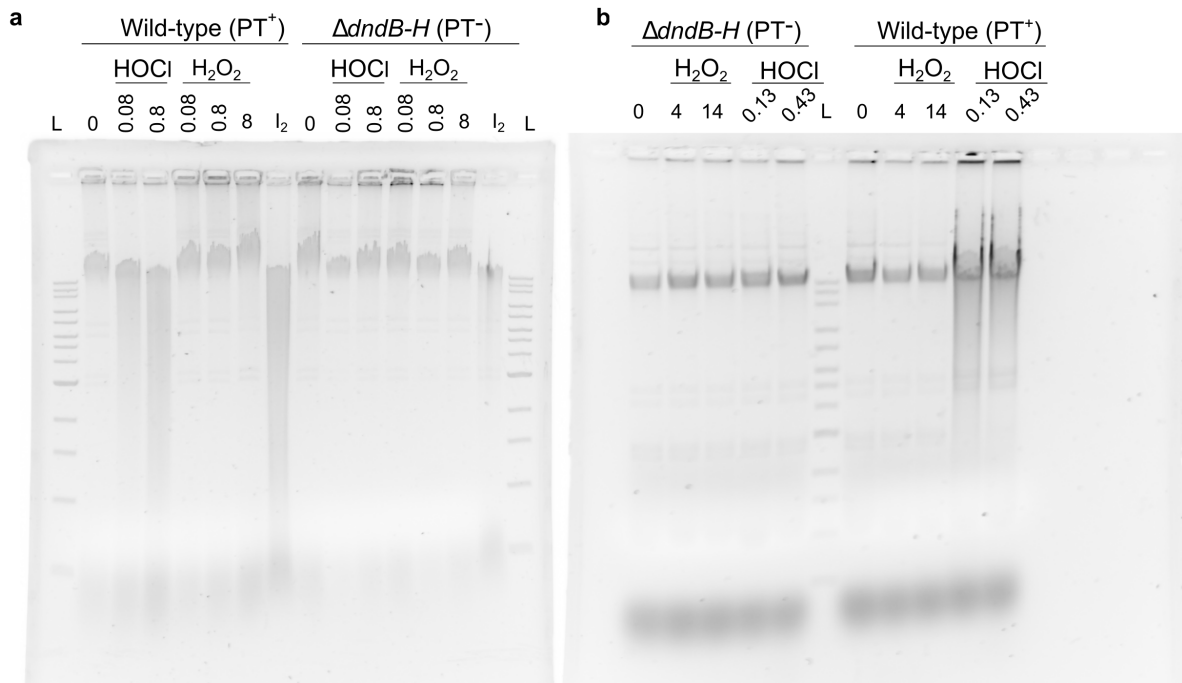 a
Wild-type (PT⁺) ΔdndB-H (PT⁻)
HOCl H₂O₂ HOCl H₂O₂
L 0 0.08 0.8 0.08 0.8 8 I₂ 0 0.08 0.8 0.08 0.8 8 I₂ L
b
ΔdndB-H (PT⁻) Wild-type (PT⁺)
H₂O₂ HOCl H₂O₂ HOCl
0 4 14 0.13 0.43 L 0 4 14 0.13 0.43